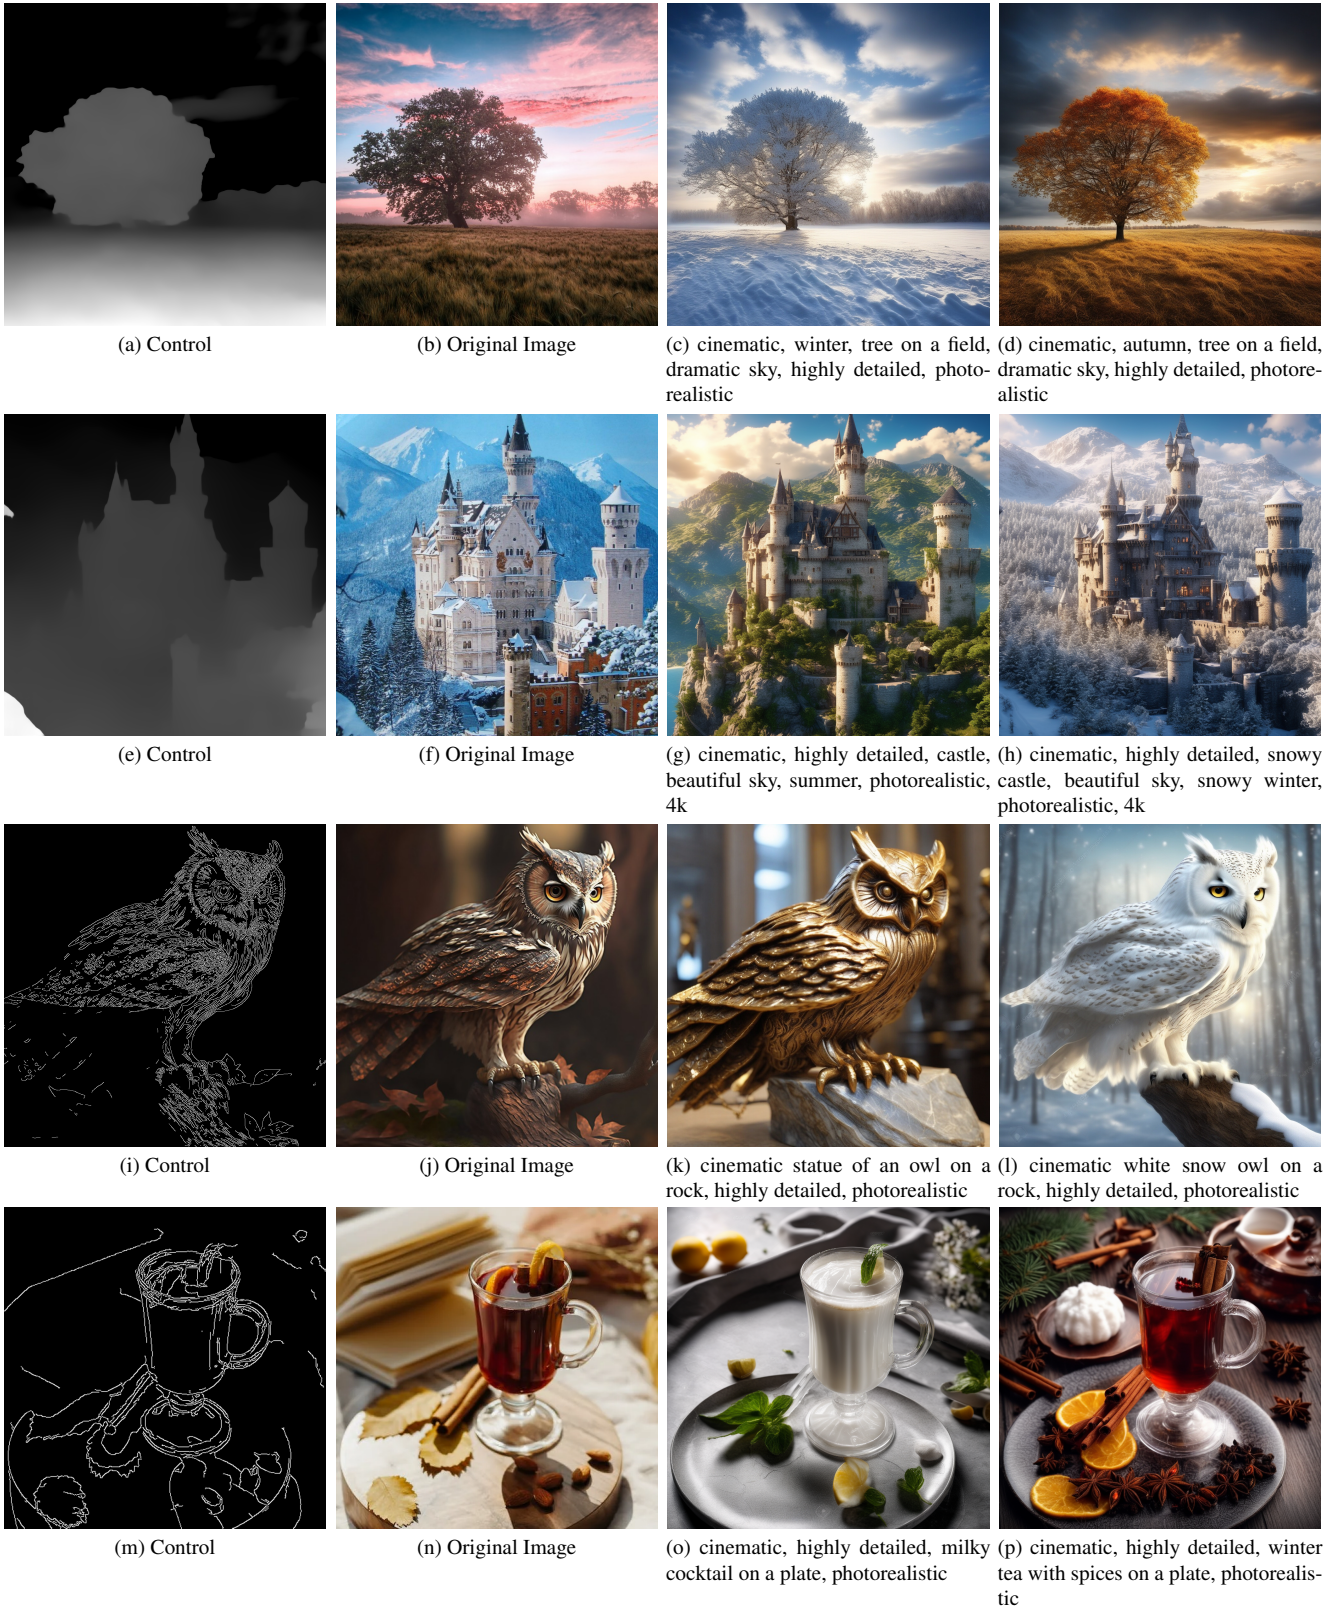 (a) Control
(b) Original Image
(c) cinematic, winter, tree on a field,
dramatic sky, highly detailed, photo-
realistic
(d) cinematic, autumn, tree on a field,
dramatic sky, highly detailed, photore-
alistic
(e) Control
(f) Original Image
(g) cinematic, highly detailed, castle,
beautiful sky, summer, photorealistic,
4k
(h) cinematic, highly detailed, snowy
castle, beautiful sky, snowy winter,
photorealistic, 4k
(i) Control
(j) Original Image
(k) cinematic statue of an owl on a
rock, highly detailed, photorealistic
(l) cinematic white snow owl on a
rock, highly detailed, photorealistic
(m) Control
(n) Original Image
(o) cinematic, highly detailed, milky
cocktail on a plate, photorealistic
(p) cinematic, highly detailed, winter
tea with spices on a plate, photorealis-
tic